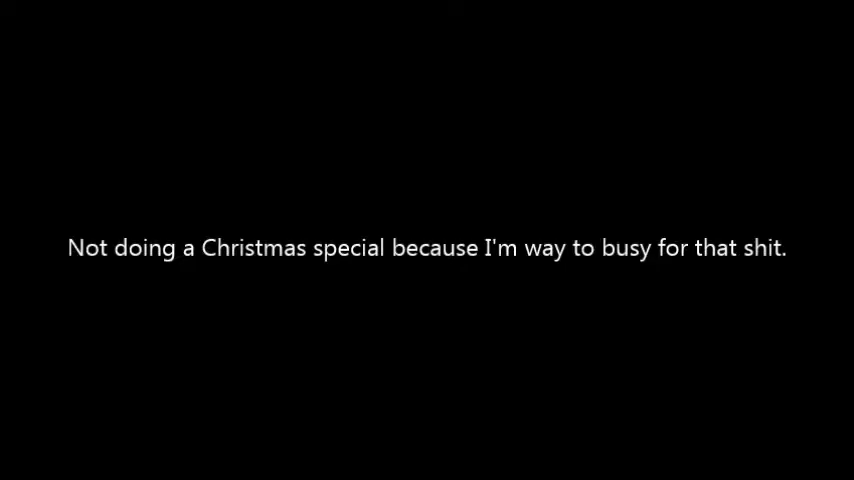 Not doing a Christmas special because I'm way to busy for that shit.